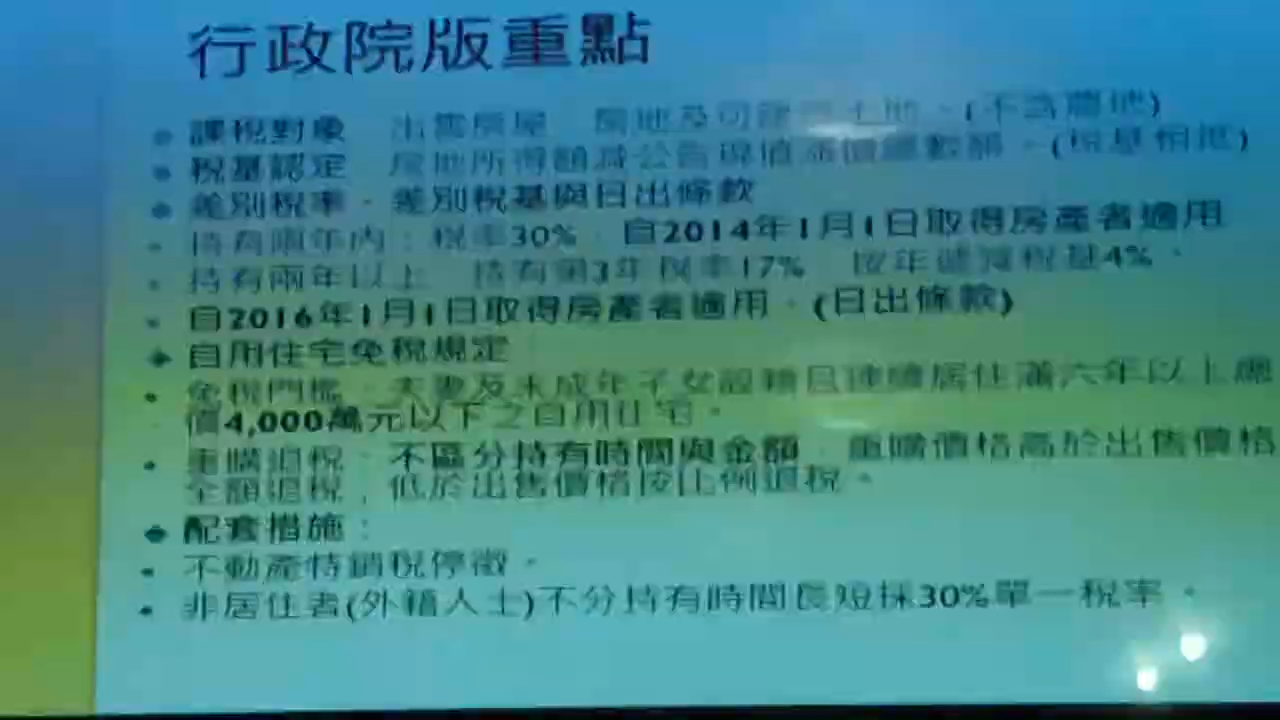 行政院版重點
課稅對象 出售房屋 房地及可建築土地。(不含農地)
稅基認定 房地所得額減公告現值漲價總數額。(稅基相抵)
差別稅率、差別稅基與日出條款
持有兩年內：稅率30% 自2014年1月1日取得房產者適用
持有兩年以上 持有第3年稅率17% 按年遞減稅基4%。
自2016年1月1日取得房產者適用。(日出條款)
自用住宅免稅規定
免稅門檻：夫妻及未成年子女設籍且連續居住滿六年以上總
價4,000萬元以下之自用住宅。
重購退稅：不區分持有時間與金額 重購價格高於出售價格
全額退稅；低於出售價格按比例退稅。
配套措施：
不動產特銷稅停徵。
非居住者(外籍人士)不分持有時間長短採30%單一稅率。